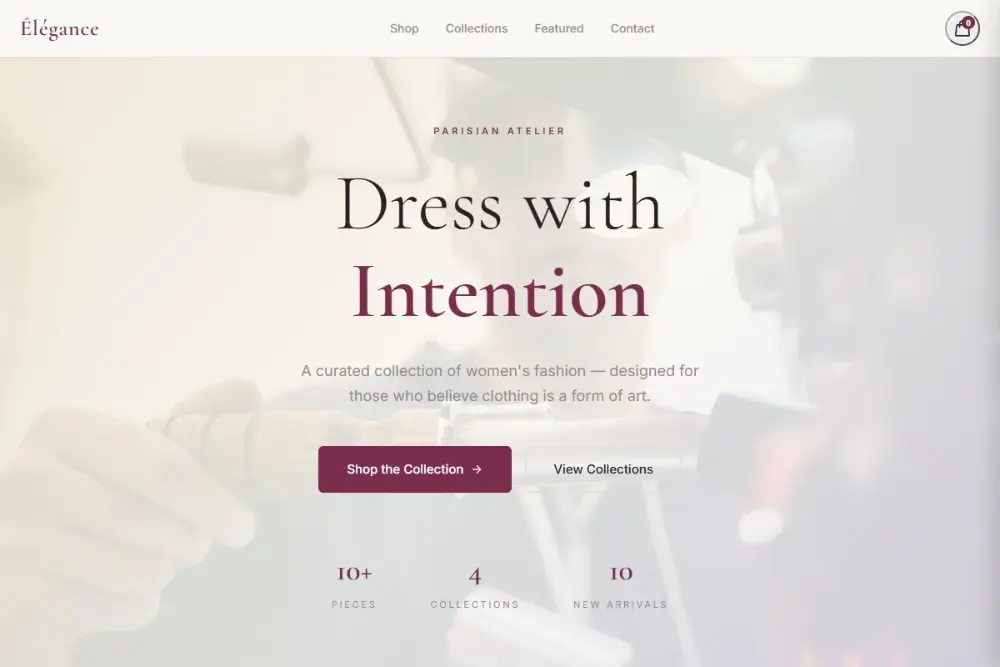 Êlégance
Shop
Collections
Featured
Contact
0
PARISIAN ATELIER
Dress with
Intention
A curated collection of women's fashion — designed for
those who believe clothing is a form of art.
Shop the Collection →
View Collections
10+
4
10
PIECES
COLLECTIONS
NEW ARRIVALS